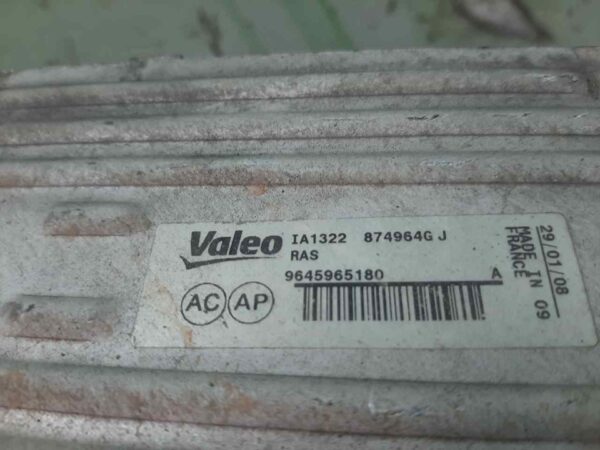 Valeo IA1322 874964G J
RAS
9645965180 A
AC AP
29/01/08
MADE IN 09
FRANCE